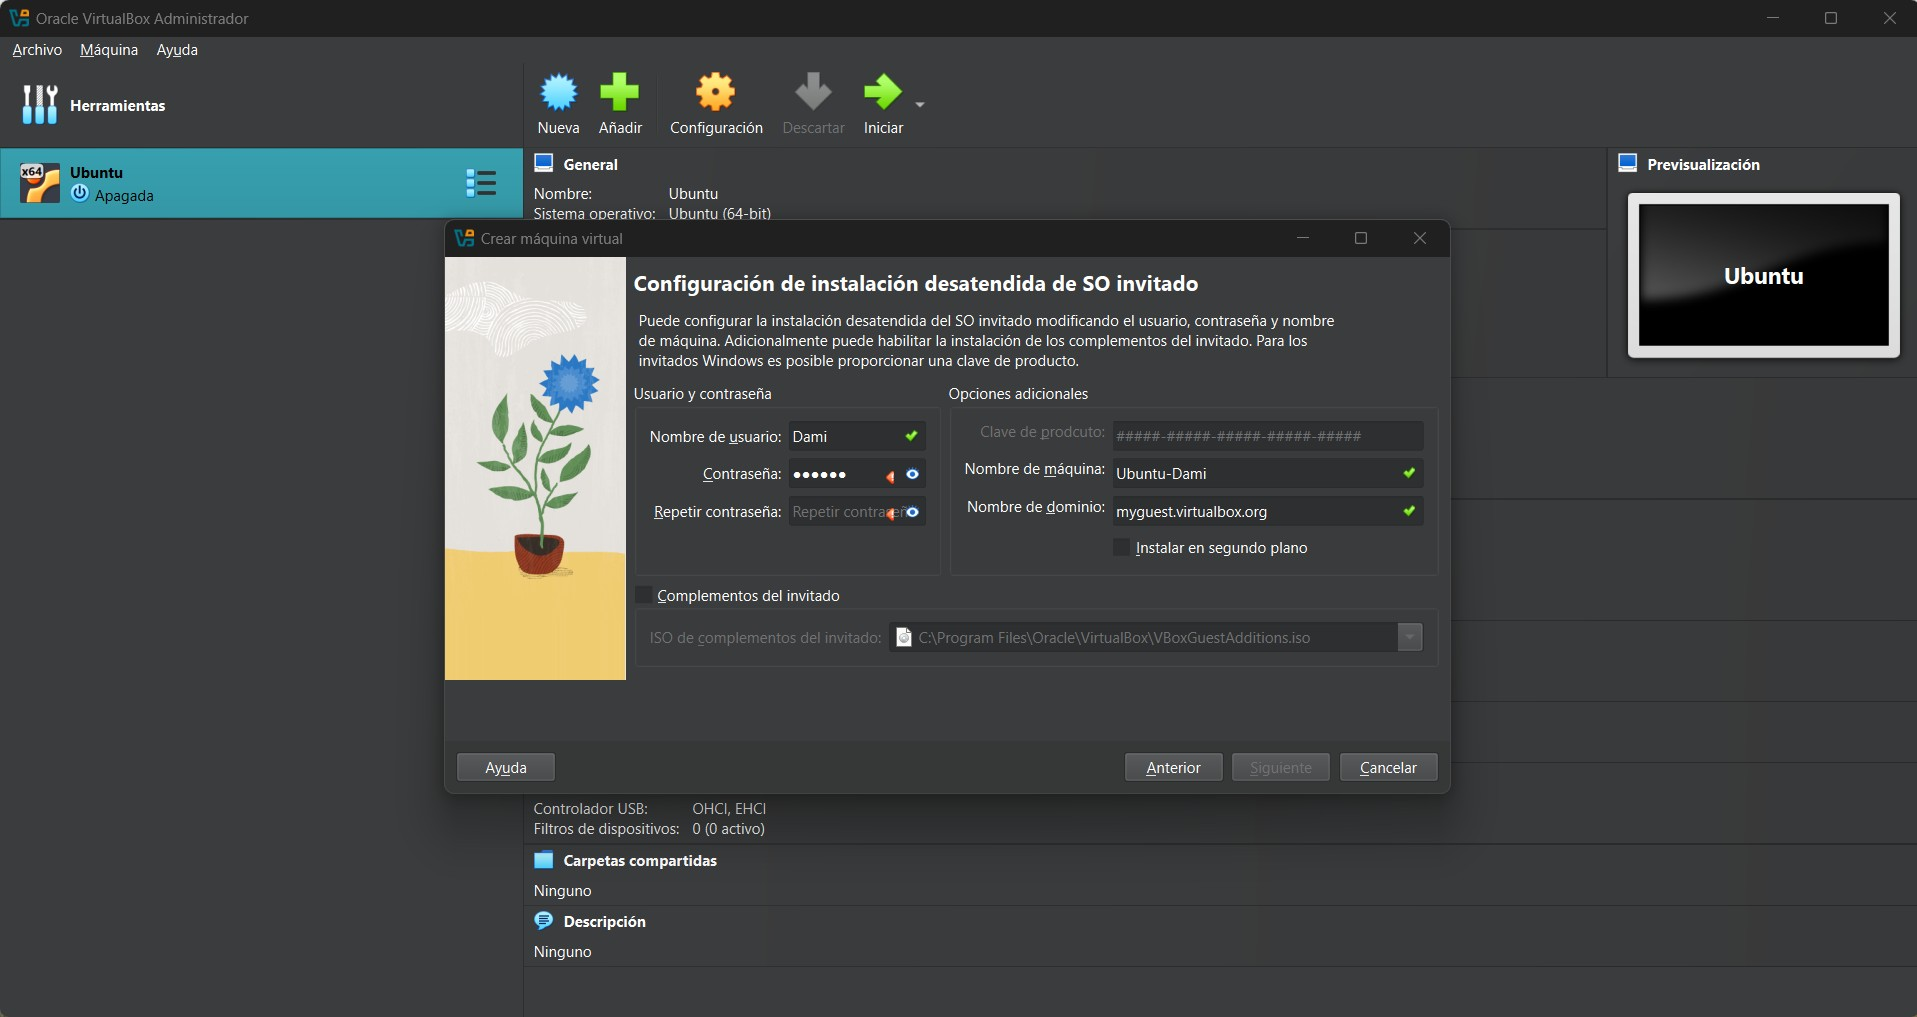 Oracle VirtualBox Administrador
Archivo Máquina Ayuda
Herramientas
Nueva Añadir Configuración Descartar Iniciar
x64
Ubuntu
Apagada
General
Nombre: Ubuntu
Sistema operativo: Ubuntu (64-bit)
Previsualización
Ubuntu
Crear máquina virtual
Configuración de instalación desatendida de SO invitado
Puede configurar la instalación desatendida del SO invitado modificando el usuario, contraseña y nombre
de máquina. Adicionalmente puede habilitar la instalación de los complementos del invitado. Para los
invitados Windows es posible proporcionar una clave de producto.
Usuario y contraseña
Nombre de usuario: Dami
Contraseña: ●●●●●●
Repetir contraseña: Repetir contraseñ
Opciones adicionales
Clave de prodcuto: #####-#####-#####-#####-#####
Nombre de máquina: Ubuntu-Dami
Nombre de dominio: myguest.virtualbox.org
Instalar en segundo plano
Complementos del invitado
ISO de complementos del invitado: C:\Program Files\Oracle\VirtualBox\VBoxGuestAdditions.iso
Ayuda Anterior Siguiente Cancelar
Controlador USB: OHCI, EHCI
Filtros de dispositivos: 0 (0 activo)
Carpetas compartidas
Ninguno
Descripción
Ninguno